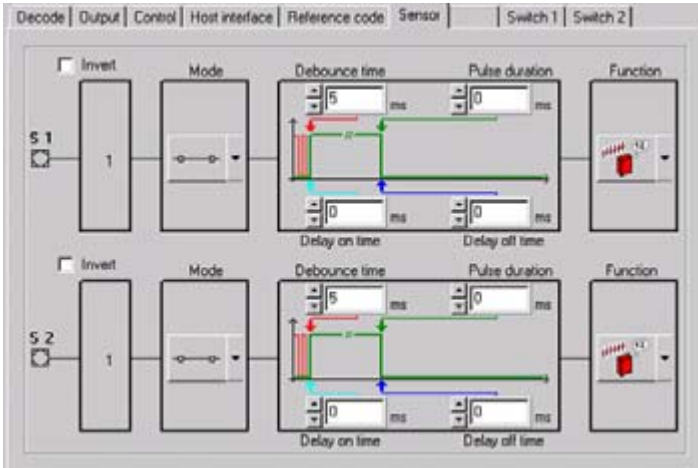 Decode Output Control Host interface Reference code Sensor Switch 1 Switch 2
Invert Mode Debounce time Pulse duration Function
5 ms 0 ms
S 1
1
0 ms 0 ms
Delay on time Delay off time
Invert Mode Debounce time Pulse duration Function
5 ms 0 ms
S 2
1
0 ms 0 ms
Delay on time Delay off time